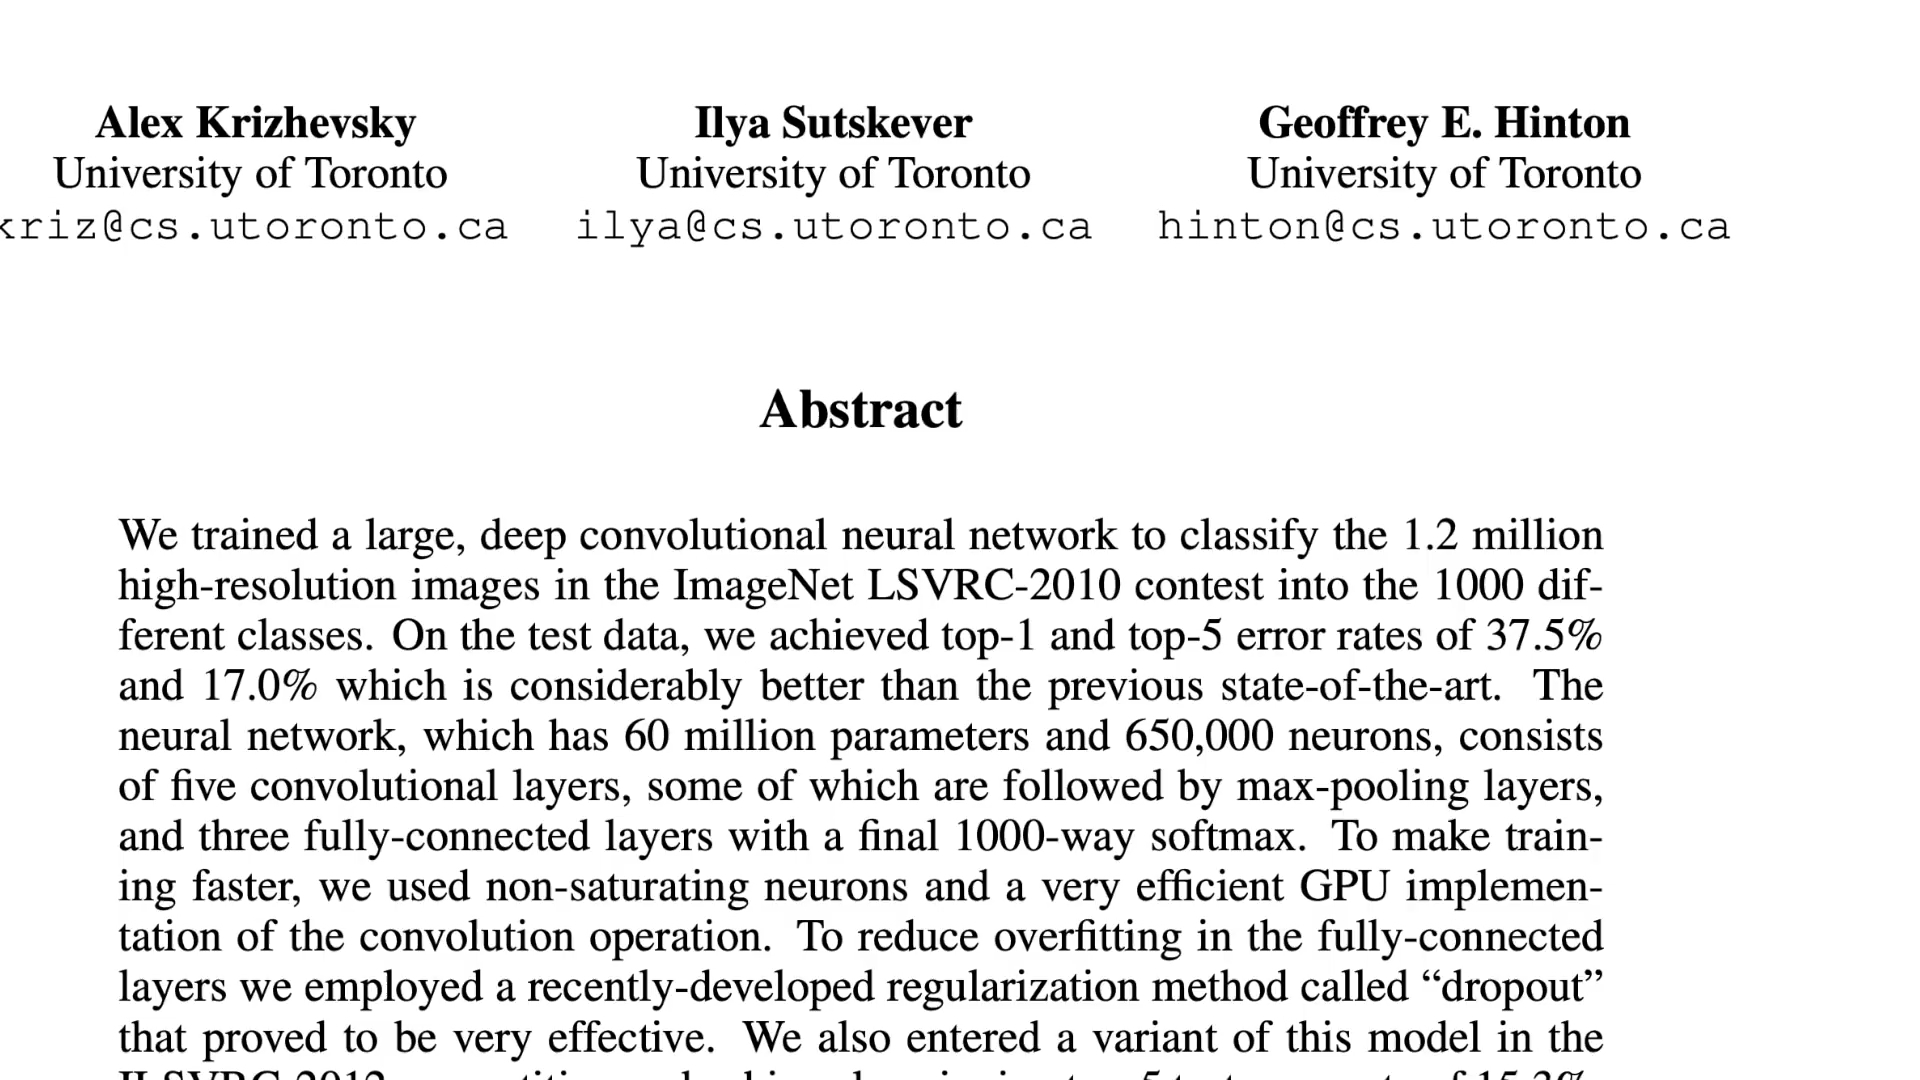 Alex Krizhevsky Ilya Sutskever Geoffrey E. Hinton
University of Toronto University of Toronto University of Toronto
kriz@cs.utoronto.ca ilya@cs.utoronto.ca hinton@cs.utoronto.ca
Abstract
We trained a large, deep convolutional neural network to classify the 1.2 million
high-resolution images in the ImageNet LSVRC-2010 contest into the 1000 dif-
ferent classes. On the test data, we achieved top-1 and top-5 error rates of 37.5%
and 17.0% which is considerably better than the previous state-of-the-art. The
neural network, which has 60 million parameters and 650,000 neurons, consists
of five convolutional layers, some of which are followed by max-pooling layers,
and three fully-connected layers with a final 1000-way softmax. To make train-
ing faster, we used non-saturating neurons and a very efficient GPU implemen-
tation of the convolution operation. To reduce overfitting in the fully-connected
layers we employed a recently-developed regularization method called “dropout”
that proved to be very effective. We also entered a variant of this model in the